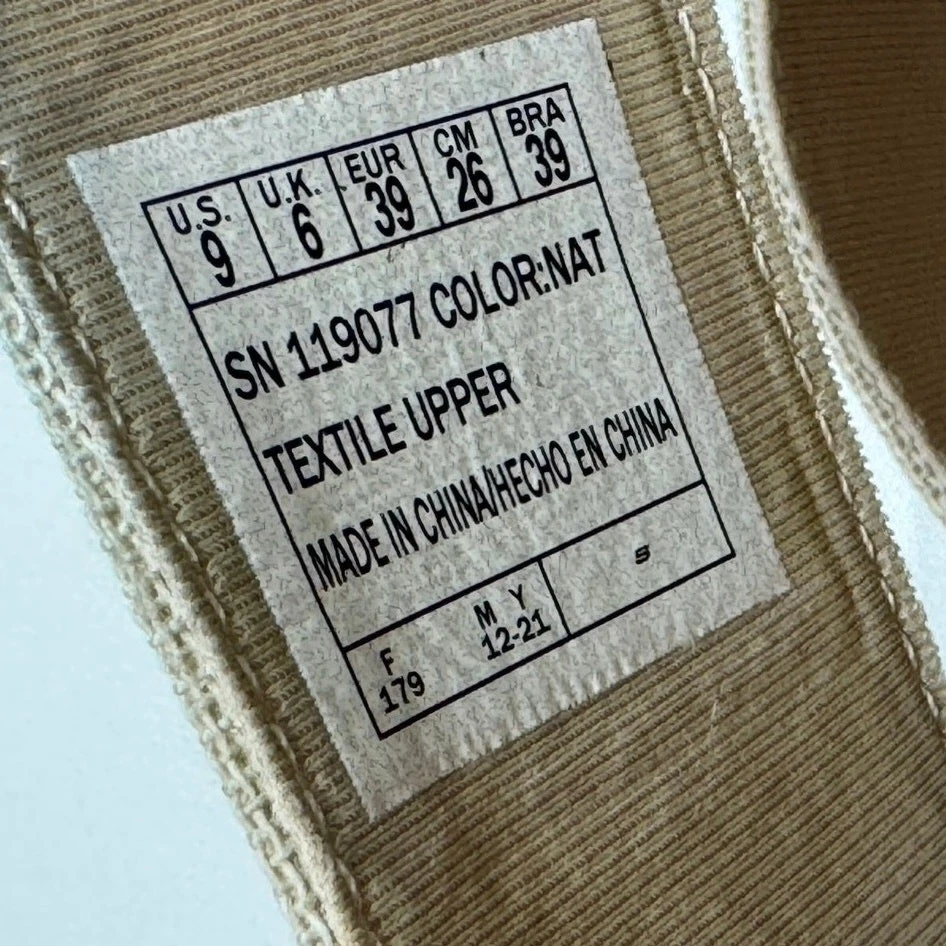 U.S. U.K. EUR CM BRA
9 6 39 26 39
SN 119077 COLOR:NAT
TEXTILE UPPER
MADE IN CHINA/HECHO EN CHINA
F M Y S
179 12-21